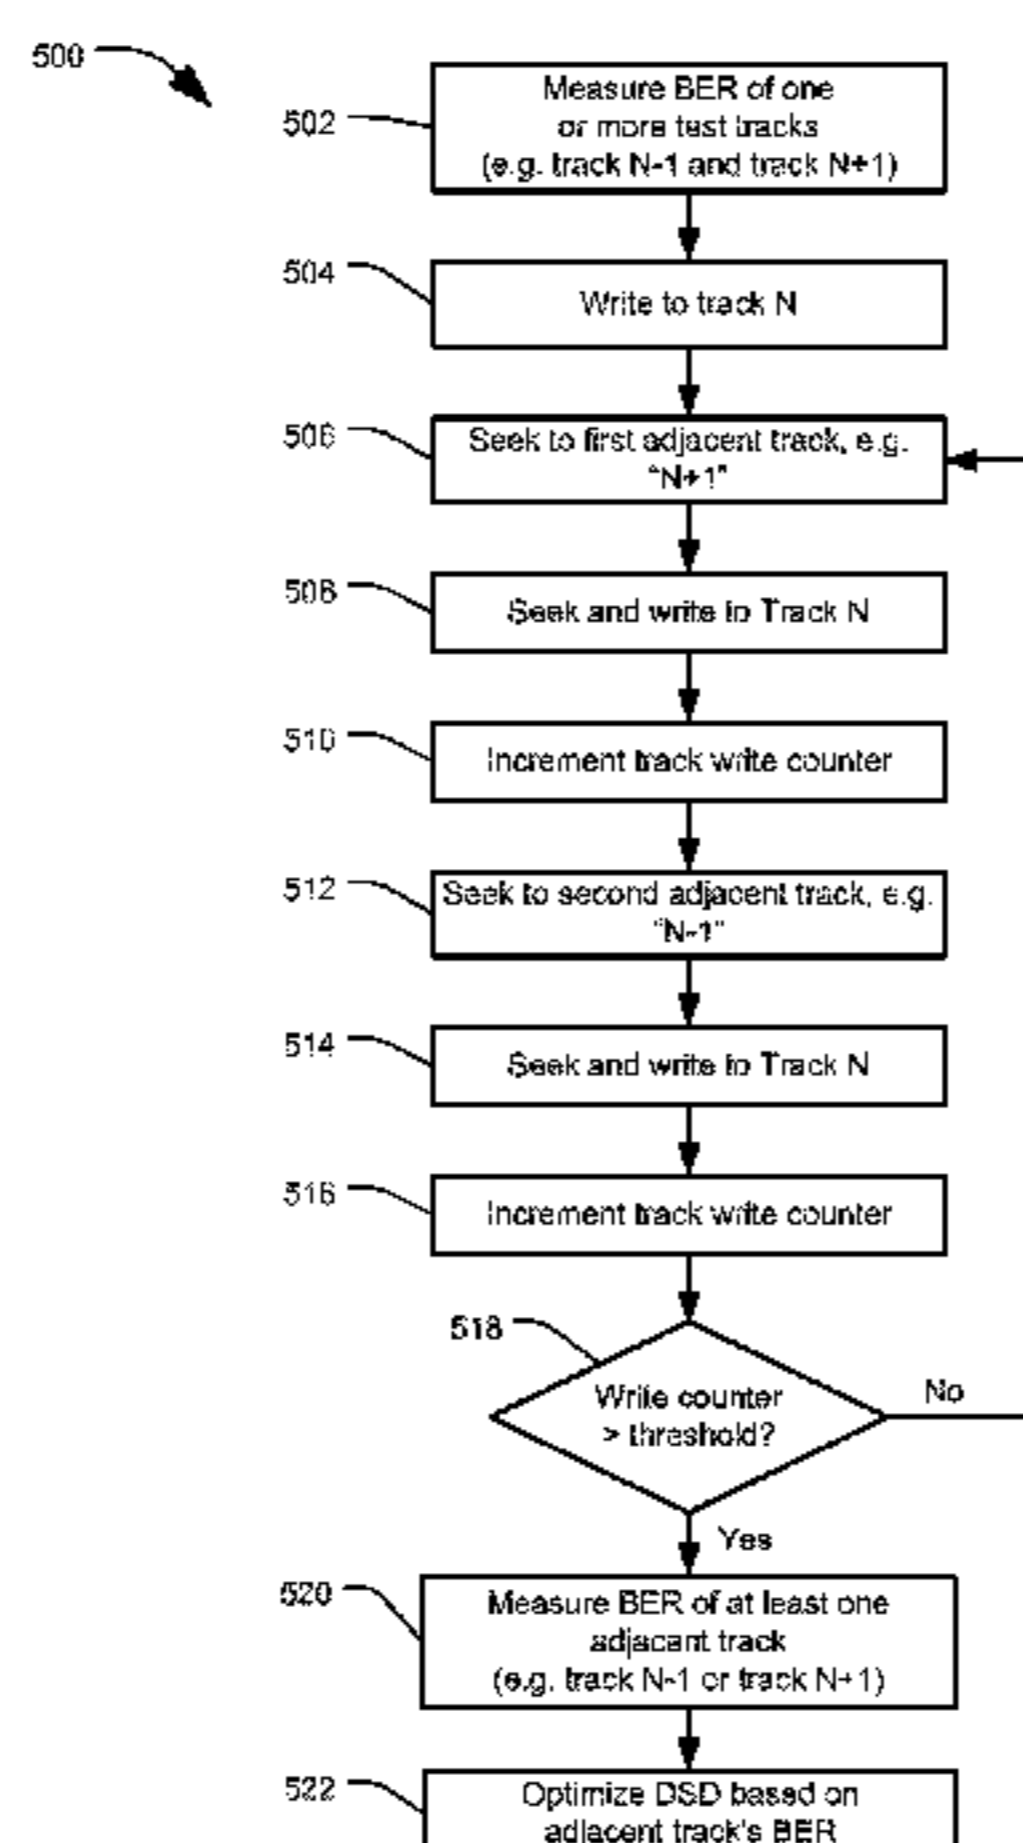 500
502
Measure BER of one
or more test tracks
(e.g. track N-1 and track N+1)
504
Write to track N
506
Seek to first adjacent track, e.g.
"N+1"
508
Seek and write to Track N
510
Increment track write counter
512
Seek to second adjacent track, e.g.
"N-1"
514
Seek and write to Track N
516
Increment track write counter
518
Write counter
> threshold?
No
Yes
520
Measure BER of at least one
adjacant track
(e.g. track N-1 or track N+1)
522
Optimize DSD based on
adjacent track's BER